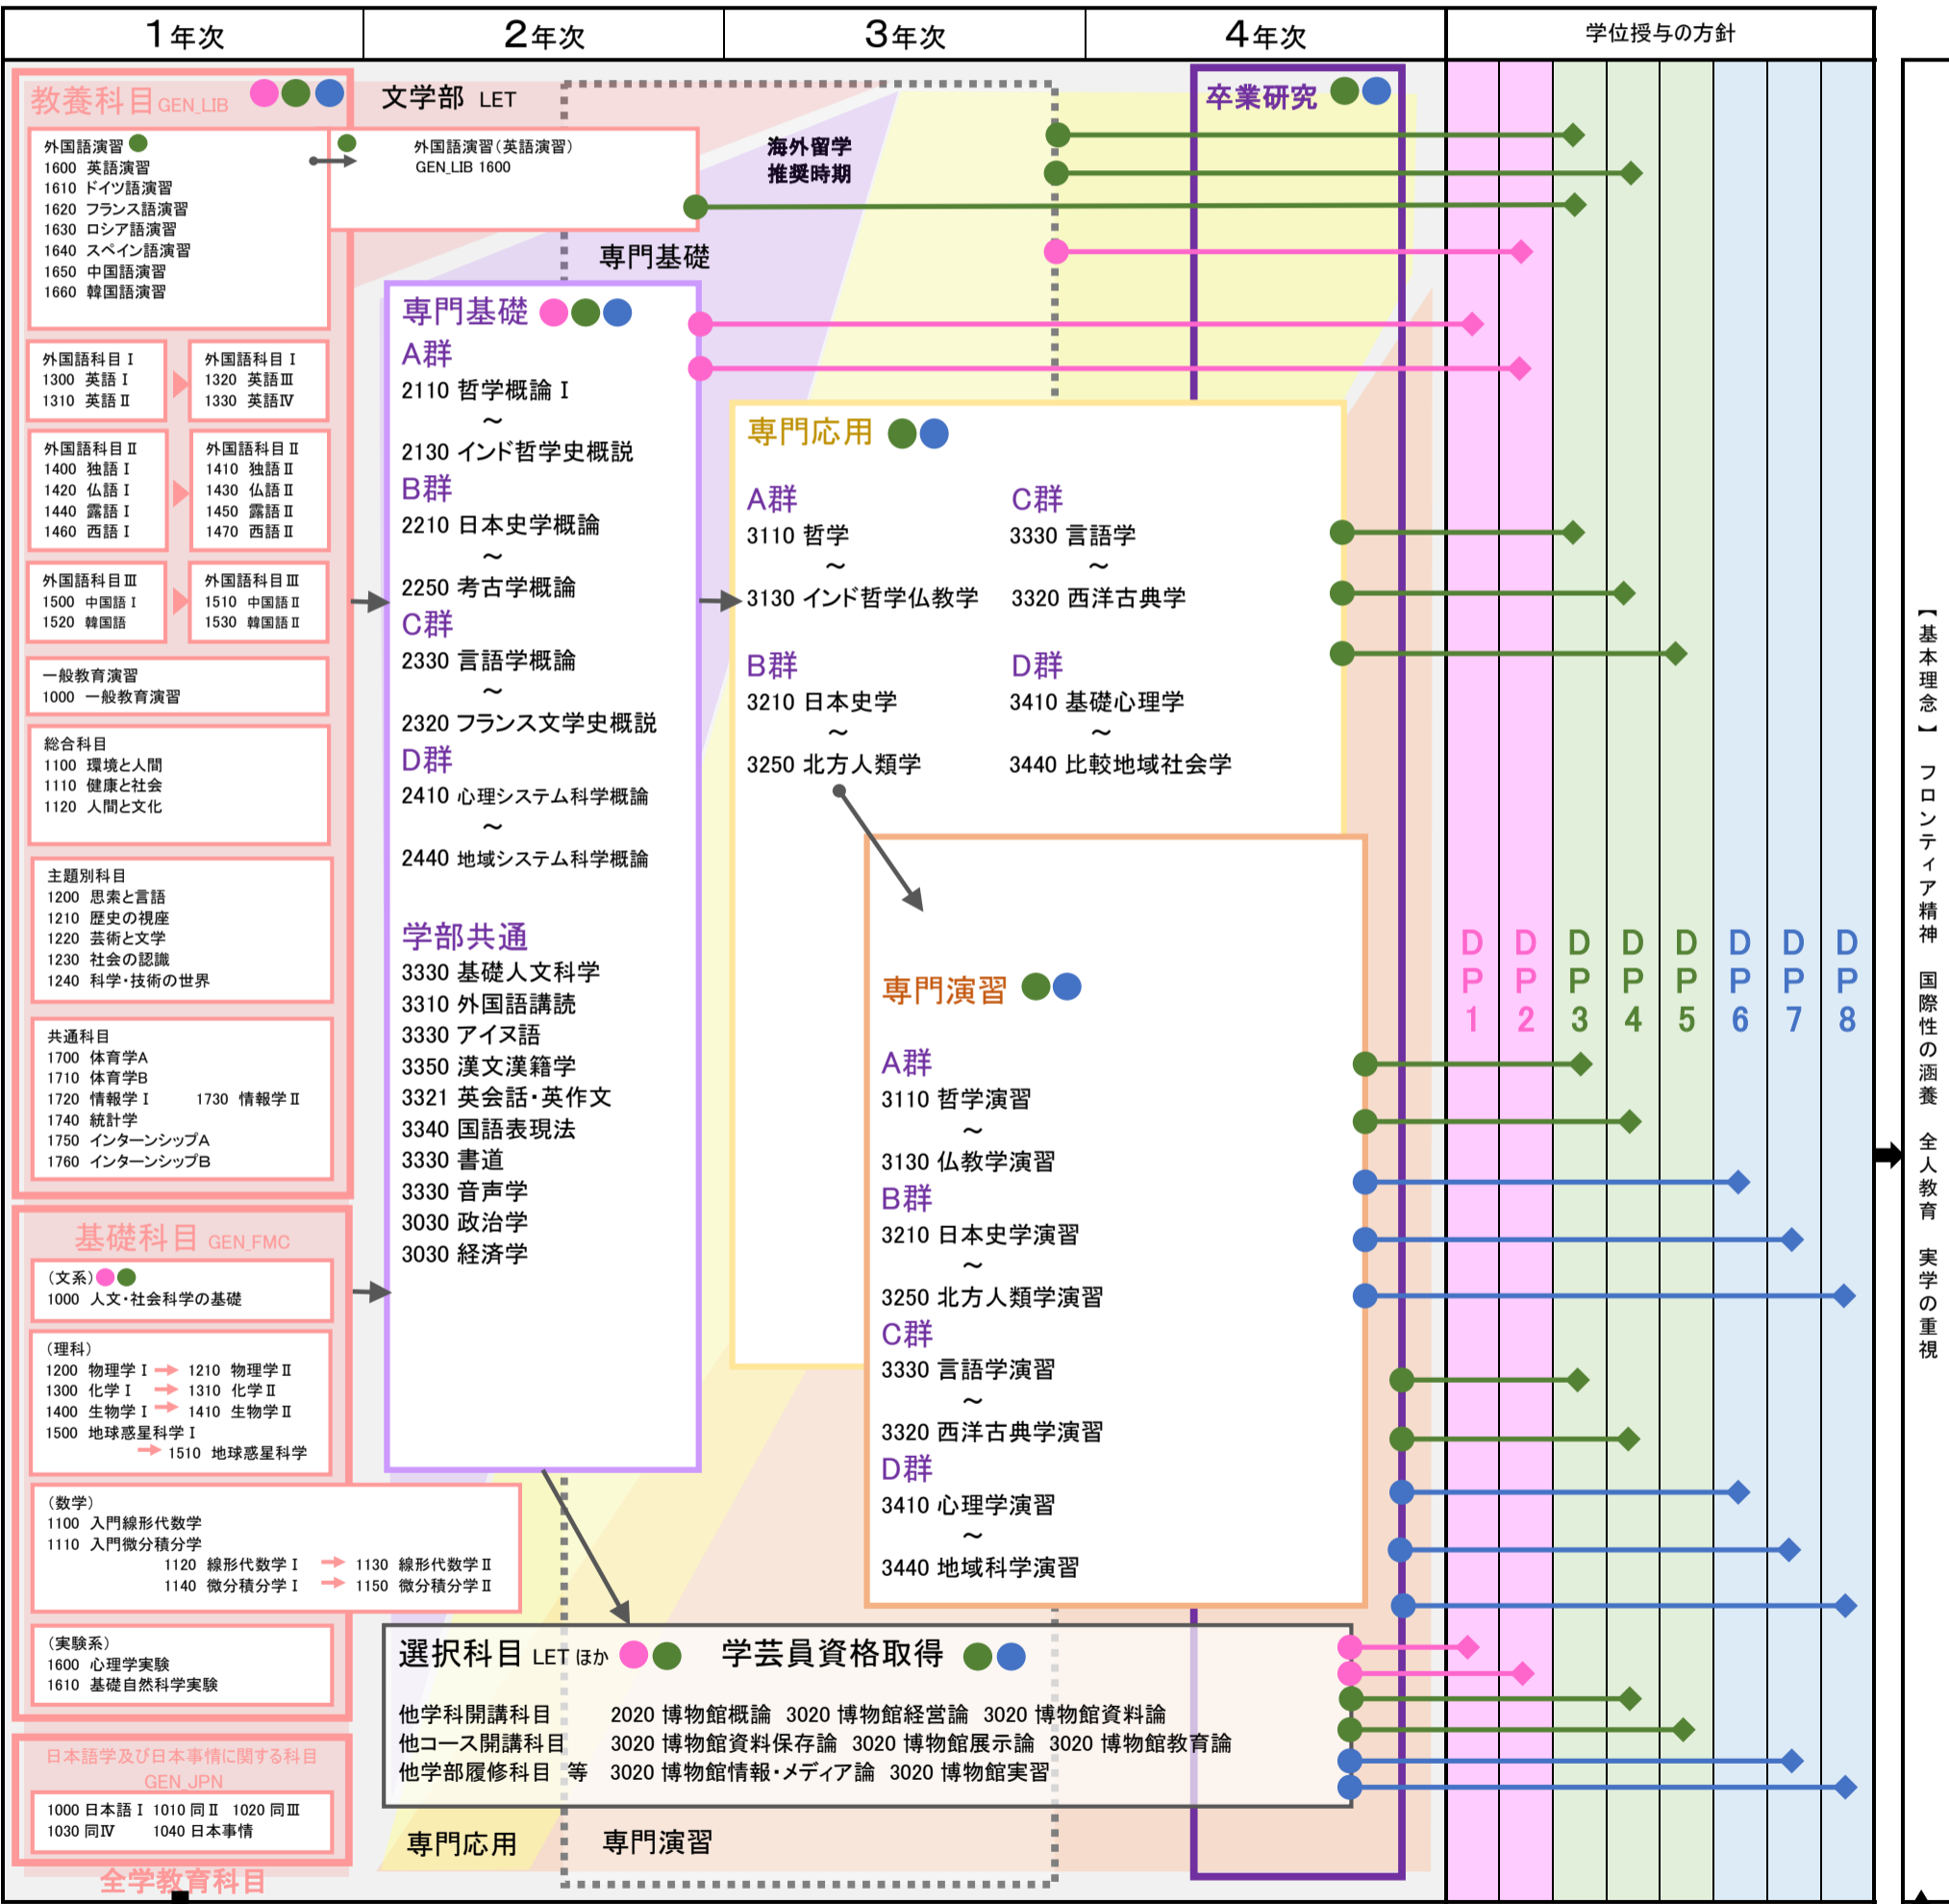 1年次
2年次
3年次
4年次
学位授与の方針
教養科目GEN_LIB
外国語演習
1600 英語演習
1610 ドイツ語演習
1620 フランス語演習
1630 ロシア語演習
1640 スペイン語演習
1650 中国語演習
1660 韓国語演習
文学部 LET
外国語演習(英語演習)
GEN_LIB 1600
海外留学
推奨時期
卒業研究
外国語科目Ⅰ
1300 英語Ⅰ
1310 英語Ⅱ
外国語科目Ⅰ
1320 英語Ⅲ
1330 英語Ⅳ
外国語科目Ⅱ
1400 独語Ⅰ
1420 仏語Ⅰ
1440 露語Ⅰ
1460 西語Ⅰ
外国語科目Ⅱ
1410 独語Ⅱ
1430 仏語Ⅱ
1450 露語Ⅱ
1470 西語Ⅱ
外国語科目Ⅲ
1500 中国語Ⅰ
1520 韓国語
外国語科目Ⅲ
1510 中国語Ⅱ
1530 韓国語Ⅱ
一般教育演習
1000 一般教育演習
総合科目
1100 環境と人間
1110 健康と社会
1120 人間と文化
主題別科目
1200 思索と言語
1210 歴史の視座
1220 芸術と文学
1230 社会の認識
1240 科学・技術の世界
共通科目
1700 体育学A
1710 体育学B
1720 情報学Ⅰ 1730 情報学Ⅱ
1740 統計学
1750 インターンシップA
1760 インターンシップB
基礎科目 GEN_FMC
(文系)
1000 人文・社会科学の基礎
(理科)
1200 物理学Ⅰ 1210 物理学Ⅱ
1300 化学Ⅰ 1310 化学Ⅱ
1400 生物学Ⅰ 1410 生物学Ⅱ
1500 地球惑星科学Ⅰ
1510 地球惑星科学
(数学)
1100 入門線形代数学
1110 入門微分積分学
1120 線形代数学Ⅰ 1130 線形代数学Ⅱ
1140 微分積分学Ⅰ 1150 微分積分学Ⅱ
(実験系)
1600 心理学実験
1610 基礎自然科学実験
日本語学及び日本事情に関する科目
GEN_JPN
1000 日本語Ⅰ 1010 同Ⅱ 1020 同Ⅲ
1030 同Ⅳ 1040 日本事情
全学教育科目
専門基礎
専門基礎
A群
2110 哲学概論Ⅰ
～
2130 インド哲学史概説
B群
2210 日本史学概論
～
2250 考古学概論
C群
2330 言語学概論
～
2320 フランス文学史概説
D群
2410 心理システム科学概論
～
2440 地域システム科学概論
学部共通
3330 基礎人文科学
3310 外国語講読
3330 アイヌ語
3350 漢文漢籍学
3321 英会話・英作文
3340 国語表現法
3330 書道
3330 音声学
3030 政治学
3030 経済学
専門応用
A群
3110 哲学
～
3130 インド哲学仏教学
B群
3210 日本史学
～
3250 北方人類学
C群
3330 言語学
～
3320 西洋古典学
D群
3410 基礎心理学
～
3440 比較地域社会学
専門演習
A群
3110 哲学演習
～
3130 仏教学演習
B群
3210 日本史学演習
～
3250 北方人類学演習
C群
3330 言語学演習
～
3320 西洋古典学演習
D群
3410 心理学演習
～
3440 地域科学演習
選択科目 LET ほか 学芸員資格取得
他学科開講科目 2020 博物館概論 3020 博物館経営論 3020 博物館資料論
他コース開講科目 3020 博物館資料保存論 3020 博物館展示論 3020 博物館教育論
他学部履修科目 等 3020 博物館情報・メディア論 3020 博物館実習
専門応用
専門演習
DP1
DP2
DP3
DP4
DP5
DP6
DP7
DP8
【基本理念】 フロンティア精神 国際性の涵養 全人教育 実学の重視